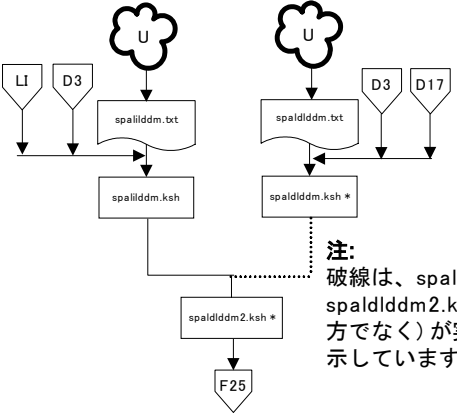 U
U
LI
D3
D3
D17
spalilddm.txt
spaldlddm.txt
spalilddm.ksh
spaldlddm.ksh *
注:
破線は、spal
spaldlddm2.k
方でなく) が実
示しています
spaldlddm2.ksh *
F25